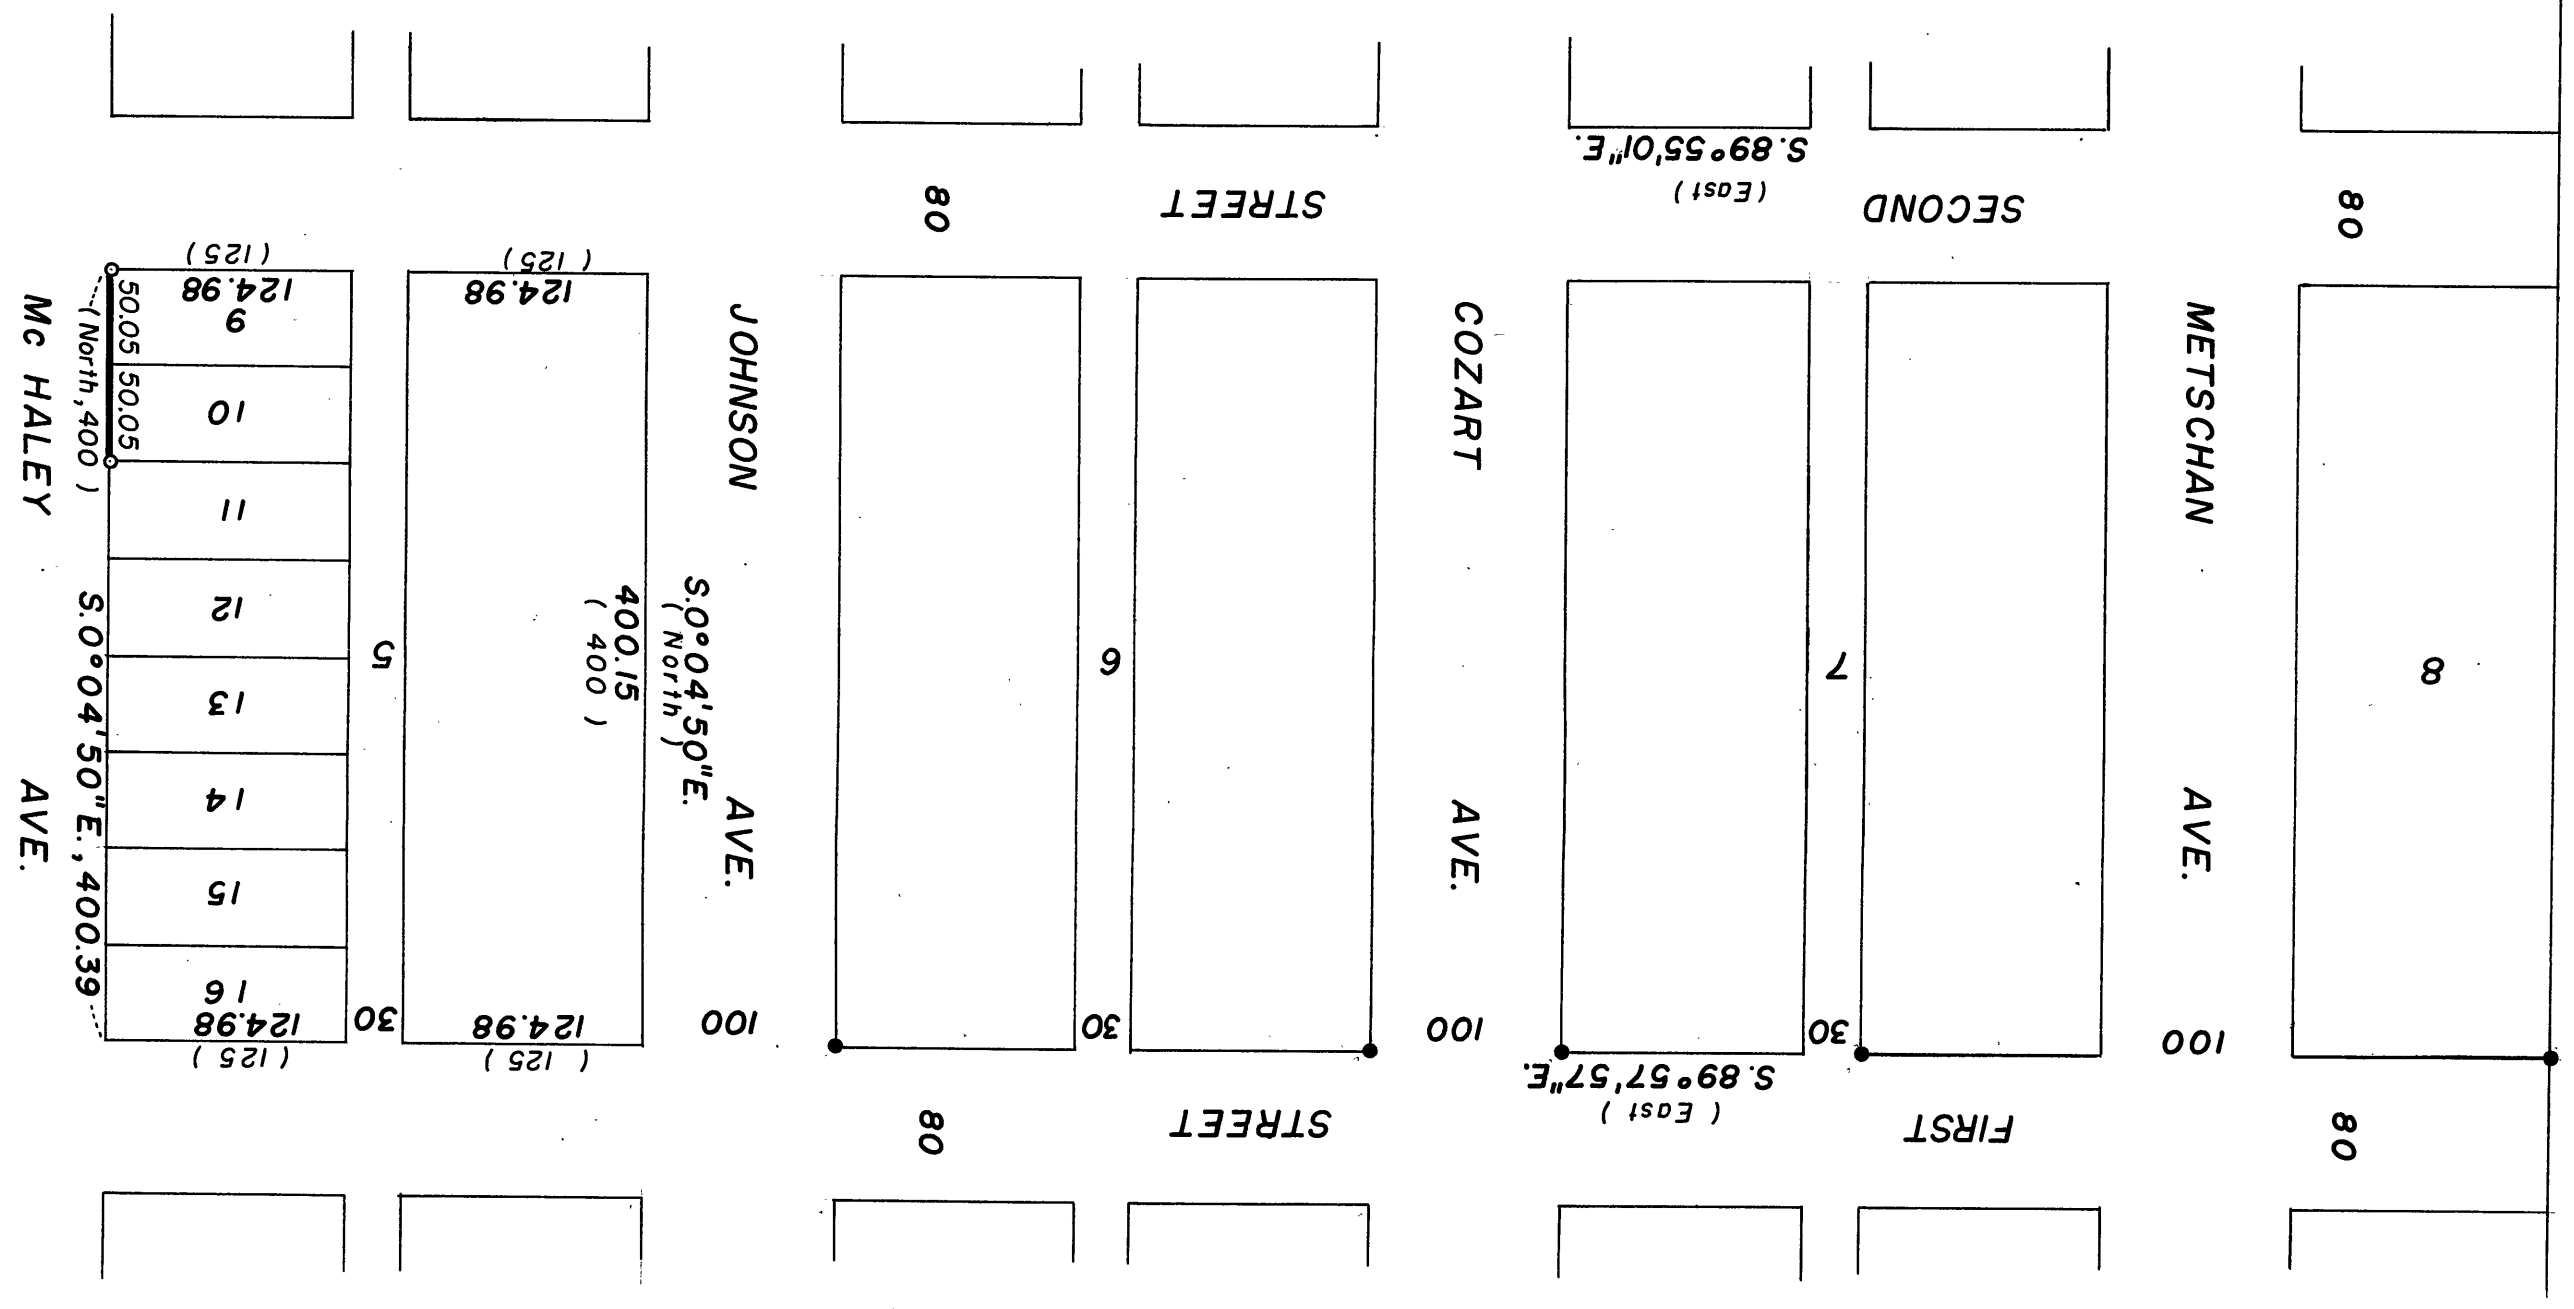 S. 89° 57' 57" E.
( East )
FIRST
STREET
80
80
( 125 )
124.98
16
15
14
13
12
11
10
9
124.98
( 125 )
30
5
( 125 )
124.98
124.98
( 125 )
400.15
( 400 )
S. 0° 04' 50" E.
( North )
50.05
50.05
( North, 400 )
S. 0° 04' 50" E., 400.39
Mc HALEY
AVE.
JOHNSON
AVE.
100
30
6
COZART
AVE.
100
30
7
METSCHAN
AVE.
100
8
S. 89° 55' 01" E.
( East )
SECOND
STREET
80
80